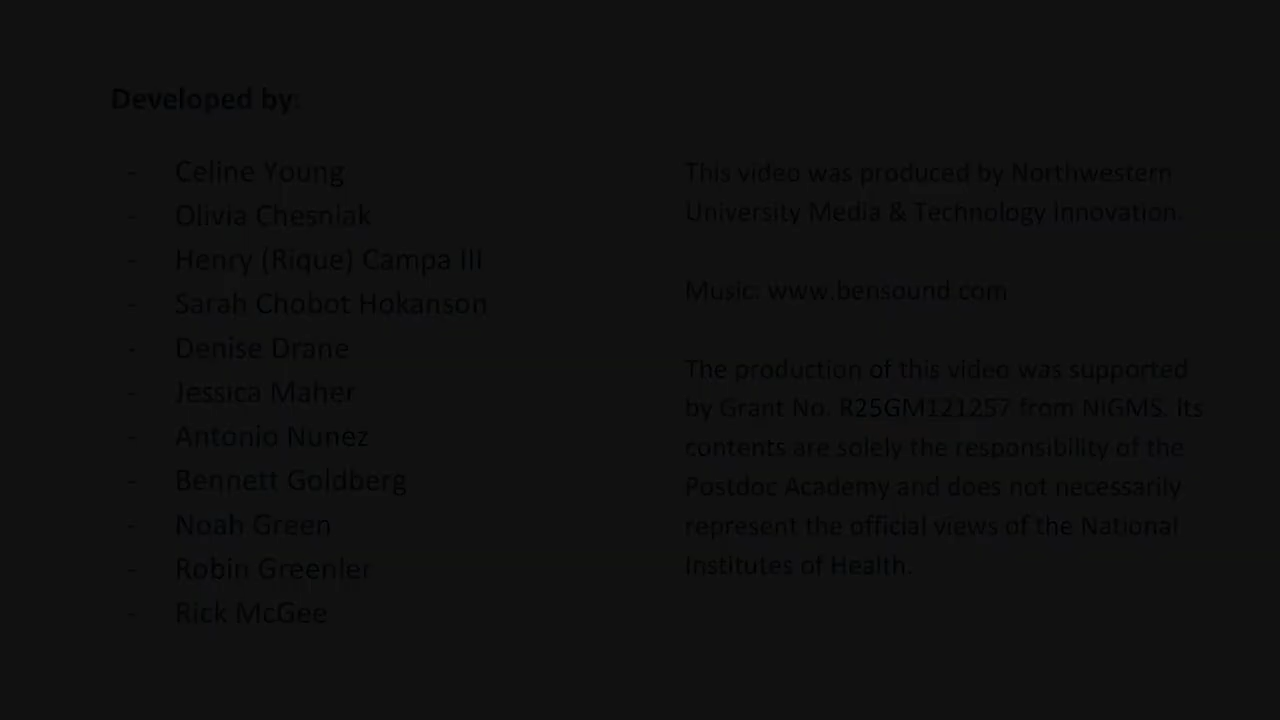 Developed by:
- Celine Young
- Olivia Chesniak
- Henry (Rique) Campa III
- Sarah Chobot Hokanson
- Denise Drane
- Jessica Maher
- Antonio Nunez
- Bennett Goldberg
- Noah Green
- Robin Greenler
- Rick McGee
This video was produced by Northwestern
University Media & Technology Innovation.
Music: www.bensound.com
The production of this video was supported
by Grant No. R25GM121257 from NIGMS. Its
contents are solely the responsibility of the
Postdoc Academy and does not necessarily
represent the official views of the National
Institutes of Health.